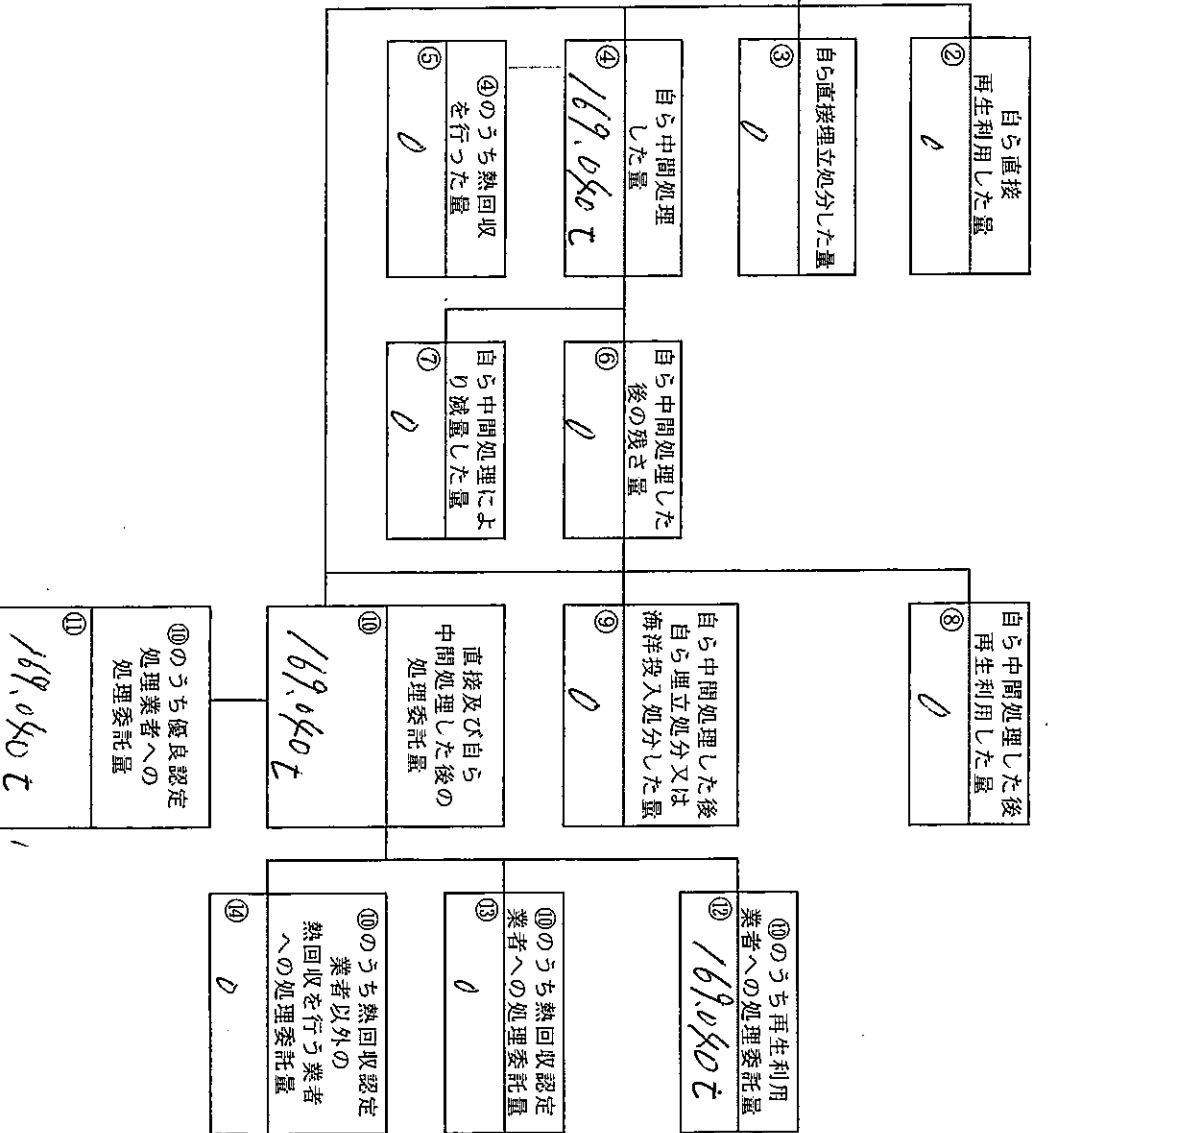 自ら直接
再生利用した量
② 0
自ら直接埋立処分した量
③ 0
自ら中間処理
した量
④ 169.040 t
④のうち熱回収
を行った量
⑤ 0
自ら中間処理した
後の残さ量
⑥ 0
自ら中間処理によ
り減量した量
⑦ 0
自ら中間処理した後
再生利用した量
⑧ 0
自ら中間処理した後
自ら埋立処分又は
海洋投入処分した量
⑨ 0
直接及び自ら
中間処理した後の
処理委託量
⑩ 169.040t
⑩のうち優良認定
処理業者への
処理委託量
⑪ 169.040 t
⑩のうち再生利用
業者への処理委託量
⑫ 169.040t
⑩のうち熱回収認定
業者への処理委託量
⑬ 0
⑩のうち熱回収認定
業者以外の
熱回収を行う業者
への処理委託量
⑭ 0